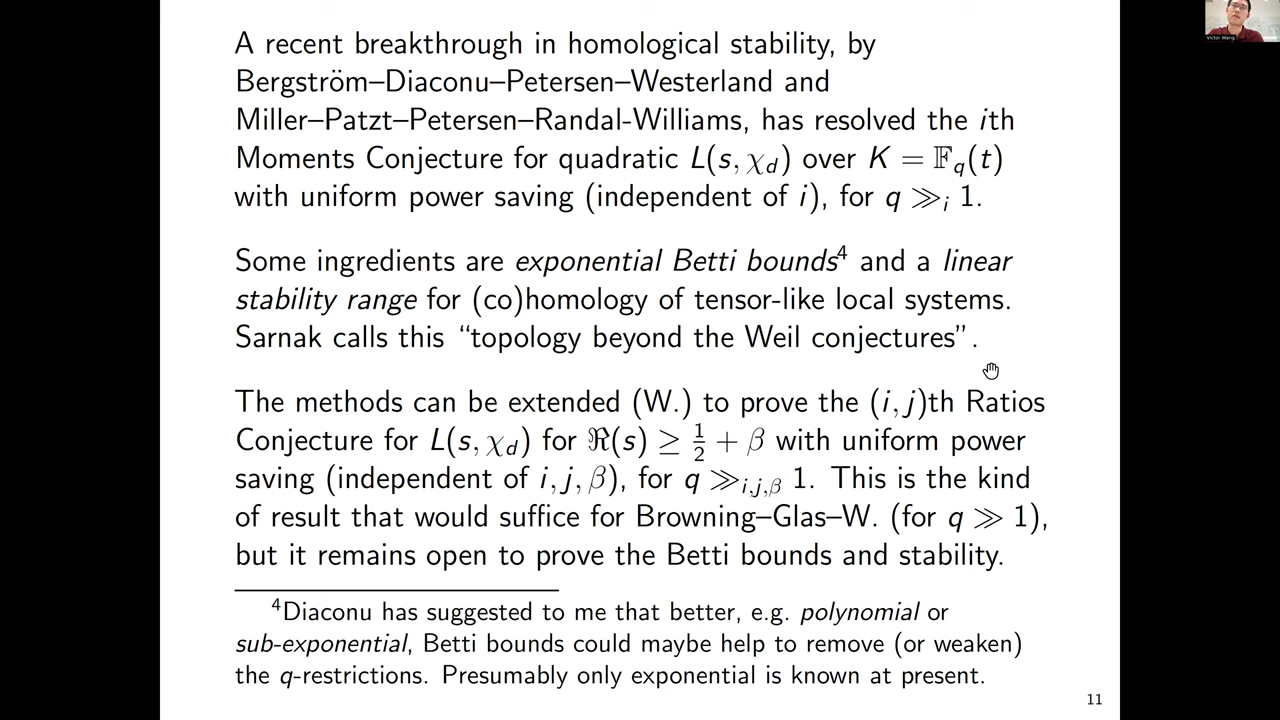 A recent breakthrough in homological stability, by
Bergström–Diaconu–Petersen–Westerland and
Miller–Patzt–Petersen–Randal-Williams, has resolved the ith
Moments Conjecture for quadratic L(s, χ_d) over K = 𝔽_q(t)
with uniform power saving (independent of i), for q ≫_i 1.
Some ingredients are exponential Betti bounds⁴ and a linear
stability range for (co)homology of tensor-like local systems.
Sarnak calls this “topology beyond the Weil conjectures”.
The methods can be extended (W.) to prove the (i, j)th Ratios
Conjecture for L(s, χ_d) for ℜ(s) ≥ 1/2 + β with uniform power
saving (independent of i, j, β), for q ≫_{i,j,β} 1. This is the kind
of result that would suffice for Browning–Glas–W. (for q ≫ 1),
but it remains open to prove the Betti bounds and stability.
⁴Diaconu has suggested to me that better, e.g. polynomial or
sub-exponential, Betti bounds could maybe help to remove (or weaken)
the q-restrictions. Presumably only exponential is known at present.
11
Victor Wang